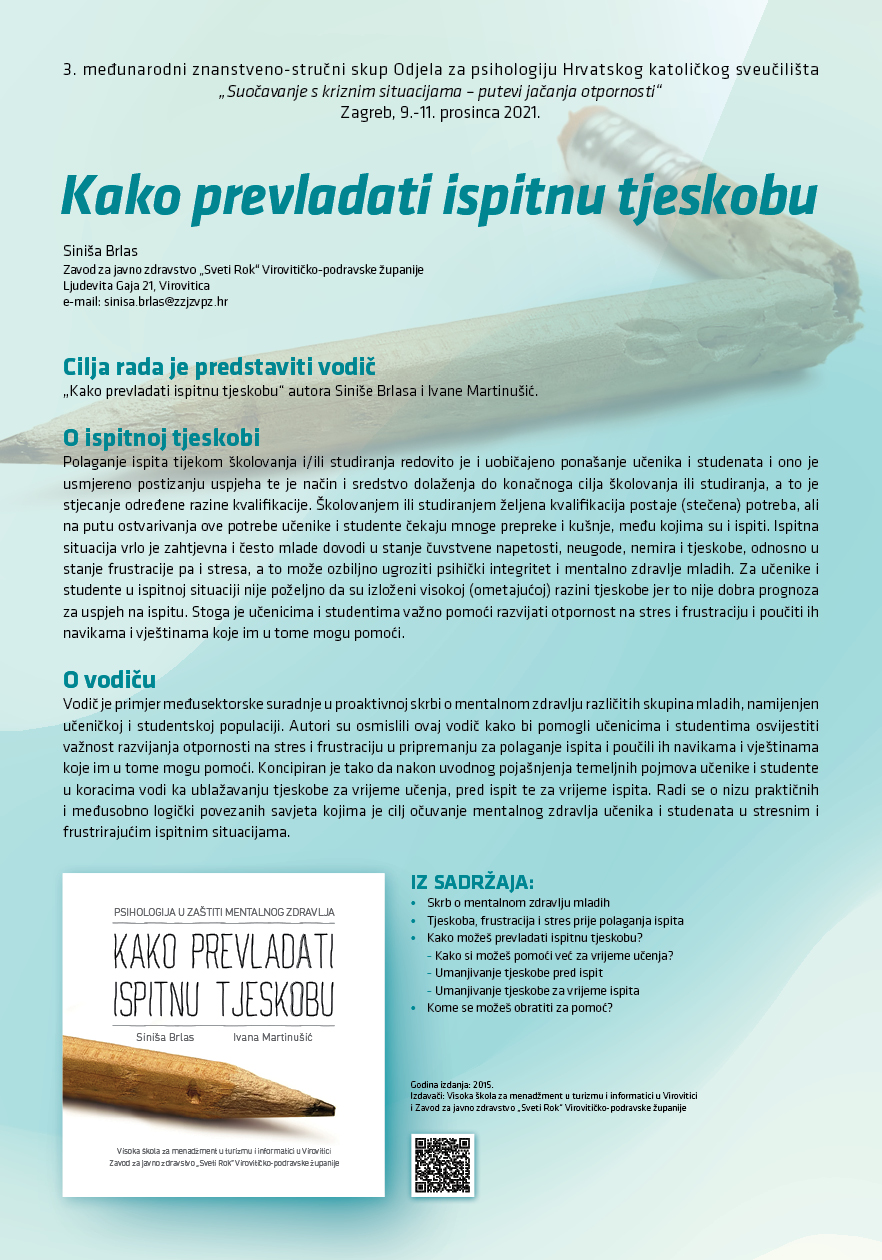 3. međunarodni znanstveno-stručni skup Odjela za psihologiju Hrvatskog katoličkog sveučilišta
„Suočavanje s kriznim situacijama – putevi jačanja otpornosti“
Zagreb, 9.-11. prosinca 2021.
Kako prevladati ispitnu tjeskobu
Siniša Brlas
Zavod za javno zdravstvo „Sveti Rok“ Virovitičko-podravske županije
Ljudevita Gaja 21, Virovitica
e-mail: sinisa.brlas@zzjzvpz.hr
Cilja rada je predstaviti vodič
„Kako prevladati ispitnu tjeskobu“ autora Siniše Brlasa i Ivane Martinušić.
O ispitnoj tjeskobi
Polaganje ispita tijekom školovanja i/ili studiranja redovito je i uobičajeno ponašanje učenika i studenata i ono je
usmjereno postizanju uspjeha te je način i sredstvo dolaženja do konačnoga cilja školovanja ili studiranja, a to je
stjecanje određene razine kvalifikacije. Školovanjem ili studiranjem željena kvalifikacija postaje (stečena) potreba, ali
na putu ostvarivanja ove potrebe učenike i studente čekaju mnoge prepreke i kušnje, među kojima su i ispiti. Ispitna
situacija vrlo je zahtjevna i često mlade dovodi u stanje čuvstvene napetosti, neugode, nemira i tjeskobe, odnosno u
stanje frustracije pa i stresa, a to može ozbiljno ugroziti psihički integritet i mentalno zdravlje mladih. Za učenike i
studente u ispitnoj situaciji nije poželjno da su izloženi visokoj (ometajućoj) razini tjeskobe jer to nije dobra prognoza
za uspjeh na ispitu. Stoga je učenicima i studentima važno pomoći razvijati otpornost na stres i frustraciju i poučiti ih
navikama i vještinama koje im u tome mogu pomoći.
O vodiču
Vodič je primjer međusektorske suradnje u proaktivnoj skrbi o mentalnom zdravlju različitih skupina mladih, namijenjen
učeničkoj i studentskoj populaciji. Autori su osmislili ovaj vodič kako bi pomogli učenicima i studentima osvijestiti
važnost razvijanja otpornosti na stres i frustraciju u pripremanju za polaganje ispita i poučili ih navikama i vještinama
koje im u tome mogu pomoći. Koncipiran je tako da nakon uvodnog pojašnjenja temeljnih pojmova učenike i studente
u koracima vodi ka ublažavanju tjeskobe za vrijeme učenja, pred ispit te za vrijeme ispita. Radi se o nizu praktičnih
i međusobno logički povezanih savjeta kojima je cilj očuvanje mentalnog zdravlja učenika i studenata u stresnim i
frustrirajućim ispitnim situacijama.
PSIHOLOGIJA U ZAŠTITI MENTALNOG ZDRAVLJA
KAKO PREVLADATI
ISPITNU TJESKOBU
Siniša Brlas Ivana Martinušić
Visoka škola za menadžment u turizmu i informatici u Virovitici
Zavod za javno zdravstvo „Sveti Rok“ Virovitičko-podravske županije
IZ SADRŽAJA:
• Skrb o mentalnom zdravlju mladih
• Tjeskoba, frustracija i stres prije polaganja ispita
• Kako možeš prevladati ispitnu tjeskobu?
– Kako si možeš pomoći već za vrijeme učenja?
– Umanjivanje tjeskobe pred ispit
– Umanjivanje tjeskobe za vrijeme ispita
• Kome se možeš obratiti za pomoć?
Godina izdanja: 2015.
Izdavači: Visoka škola za menadžment u turizmu i informatici u Virovitici
i Zavod za javno zdravstvo „Sveti Rok“ Virovitičko-podravske županije